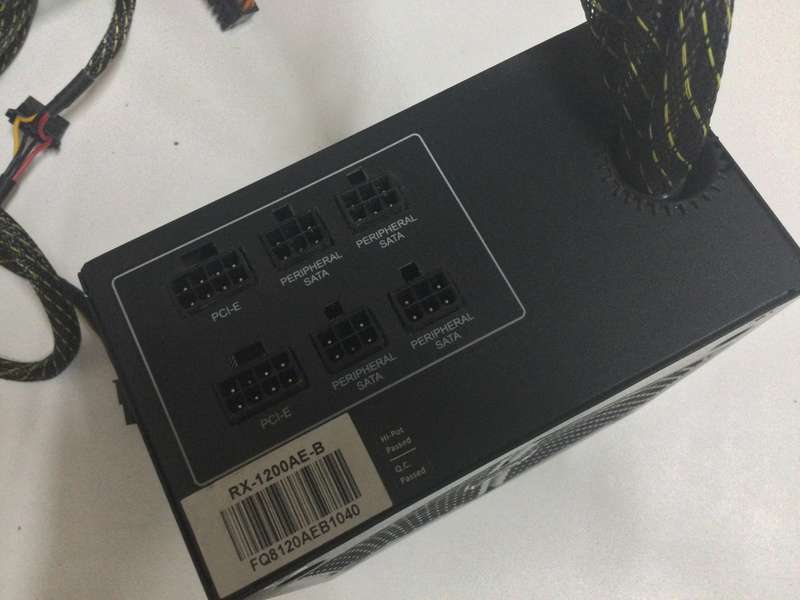 PERIPHERAL
SATA
PERIPHERAL
SATA
PCI-E
PERIPHERAL
SATA
PERIPHERAL
SATA
PCI-E
Hi-Pot
Passed
Q.C.
Passed
RX-1200AE-B
FQ8120AEB1040